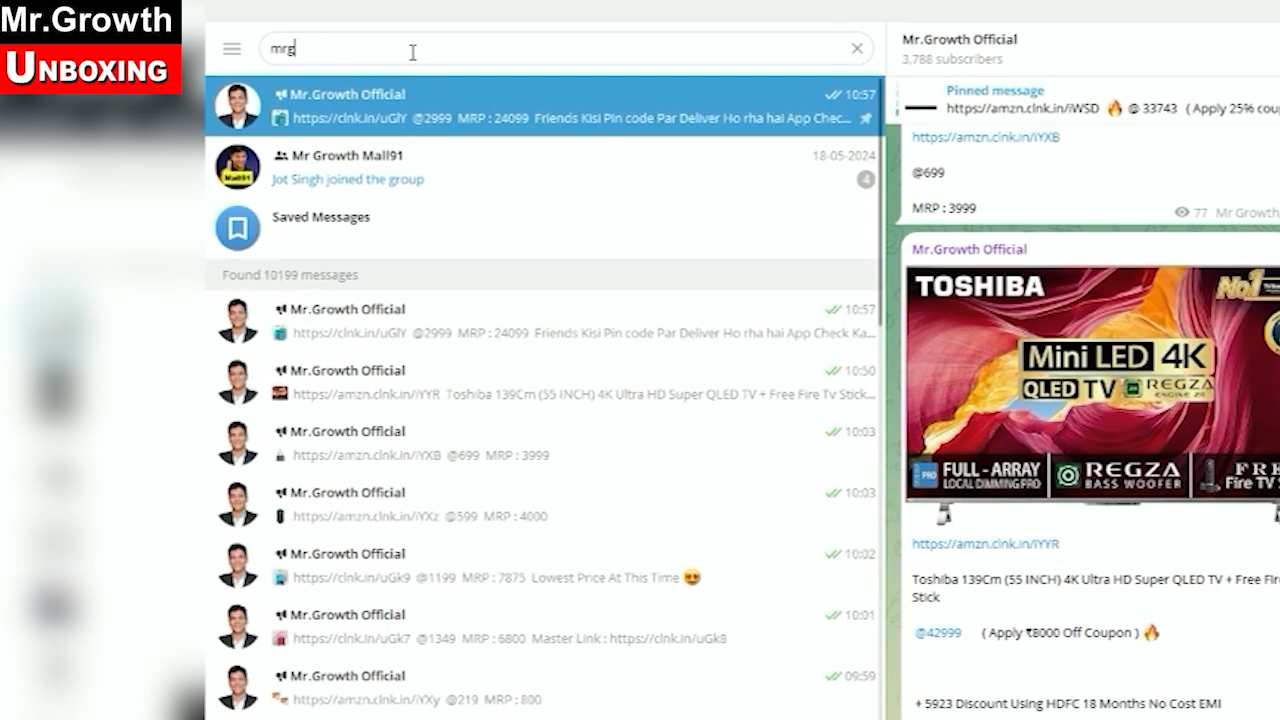 Mr.Growth
UNBOXING
mrg
Mr.Growth Official
10:57
https://clnk.in/uGlY @2999 MRP : 24099 Friends Kisi Pin code Par Deliver Ho rha hai App Chec...
Mr Growth Mall91
18-05-2024
Mall91
Jot Singh joined the group
4
Saved Messages
Found 10199 messages
Mr.Growth Official
10:57
https://clnk.in/uGlY @2999 MRP : 24099 Friends Kisi Pin code Par Deliver Ho rha hai App Check Ka...
Mr.Growth Official
10:50
https://amzn.clnk.in/iYYR Toshiba 139Cm (55 INCH) 4K Ultra HD Super QLED TV + Free Fire Tv Stick...
Mr.Growth Official
10:03
https://amzn.clnk.in/iYXB @699 MRP : 3999
Mr.Growth Official
10:03
https://amzn.clnk.in/iYXz @599 MRP : 4000
Mr.Growth Official
10:02
https://clnk.in/uGk9 @1199 MRP : 7875 Lowest Price At This Time 😍
Mr.Growth Official
10:01
https://clnk.in/uGk7 @1349 MRP : 6800 Master Link : https://clnk.in/uGk8
Mr.Growth Official
09:59
https://amzn.clnk.in/iYXy @219 MRP : 800
Mr.Growth Official
3,788 subscribers
Pinned message
https://amzn.clnk.in/iWSD 🔥 @ 33743 ( Apply 25% cou
https://amzn.clnk.in/iYXB
@699
MRP : 3999
77 Mr Growth
Mr.Growth Official
TOSHIBA
No1
Mini LED 4K
QLED TV REGZA
ENGINE ZR
PRO FULL - ARRAY
LOCAL DIMMING PRO
REGZA
BASS WOOFER
FRE
Fire TV S
https://amzn.clnk.in/iYYR
Toshiba 139Cm (55 INCH) 4K Ultra HD Super QLED TV + Free Fire
Stick
@42999 ( Apply ₹8000 Off Coupon ) 🔥
+ 5923 Discount Using HDFC 18 Months No Cost EMI